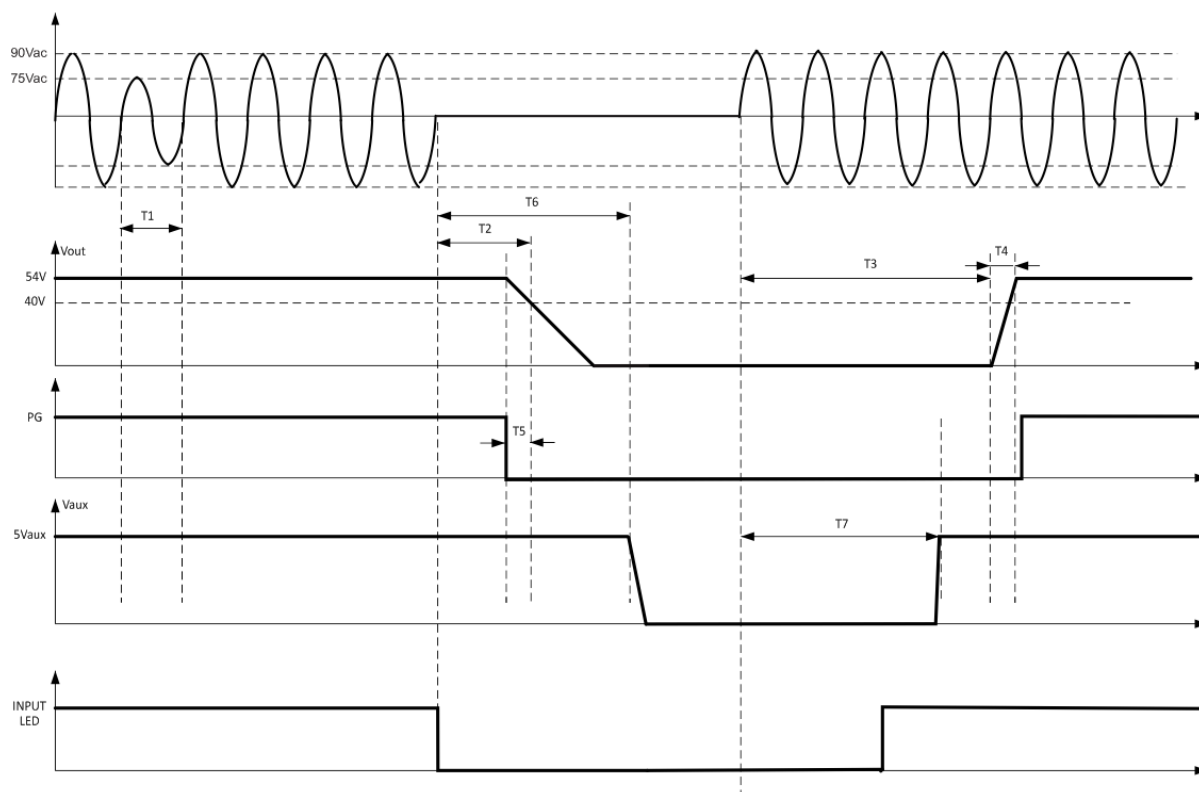 90Vac
75Vac
T1
T6
T2
Vout
T3
T4
54V
40V
PG
T5
Vaux
5Vaux
T7
INPUT
LED